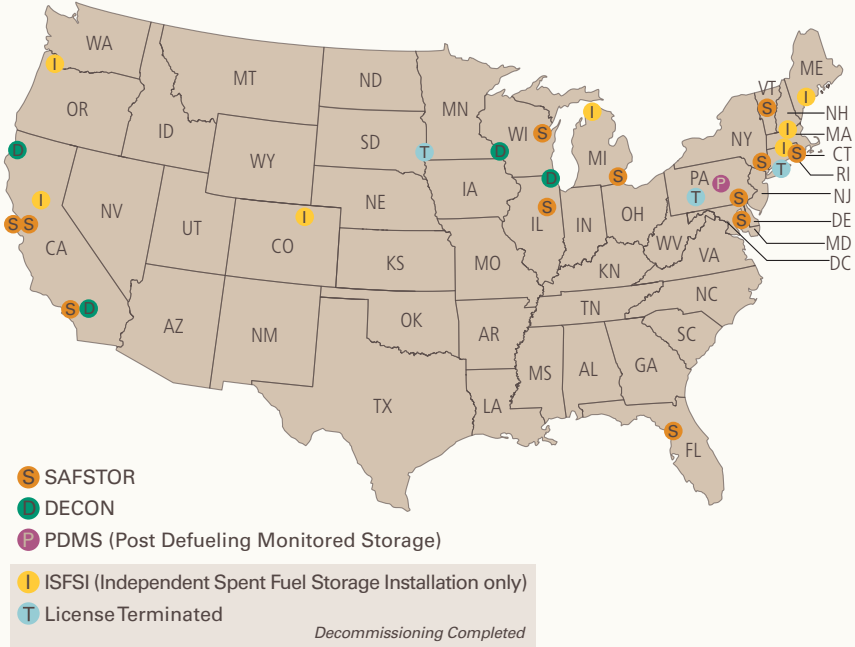 WA
ME
I
MT
ND
I
VT
I
OR
MN
S
NH
ID
I
WI
S
I
MA
SD
NY
D
T
D
MI
I
S
CT
WY
S
T
RI
D
S
PA
P
IA
T
S
NJ
I
NE
OH
S
DE
NV
I
IL
S
IN
MD
S
S
UT
CO
WV
DC
CA
VA
KS
MO
KN
NC
S
D
TN
AZ
OK
AR
SC
NM
GA
MS
AL
TX
LA
S
FL
S SAFSTOR
D DECON
P PDMS (Post Defueling Monitored Storage)
I ISFSI (Independent Spent Fuel Storage Installation only)
T License Terminated
Decommissioning Completed